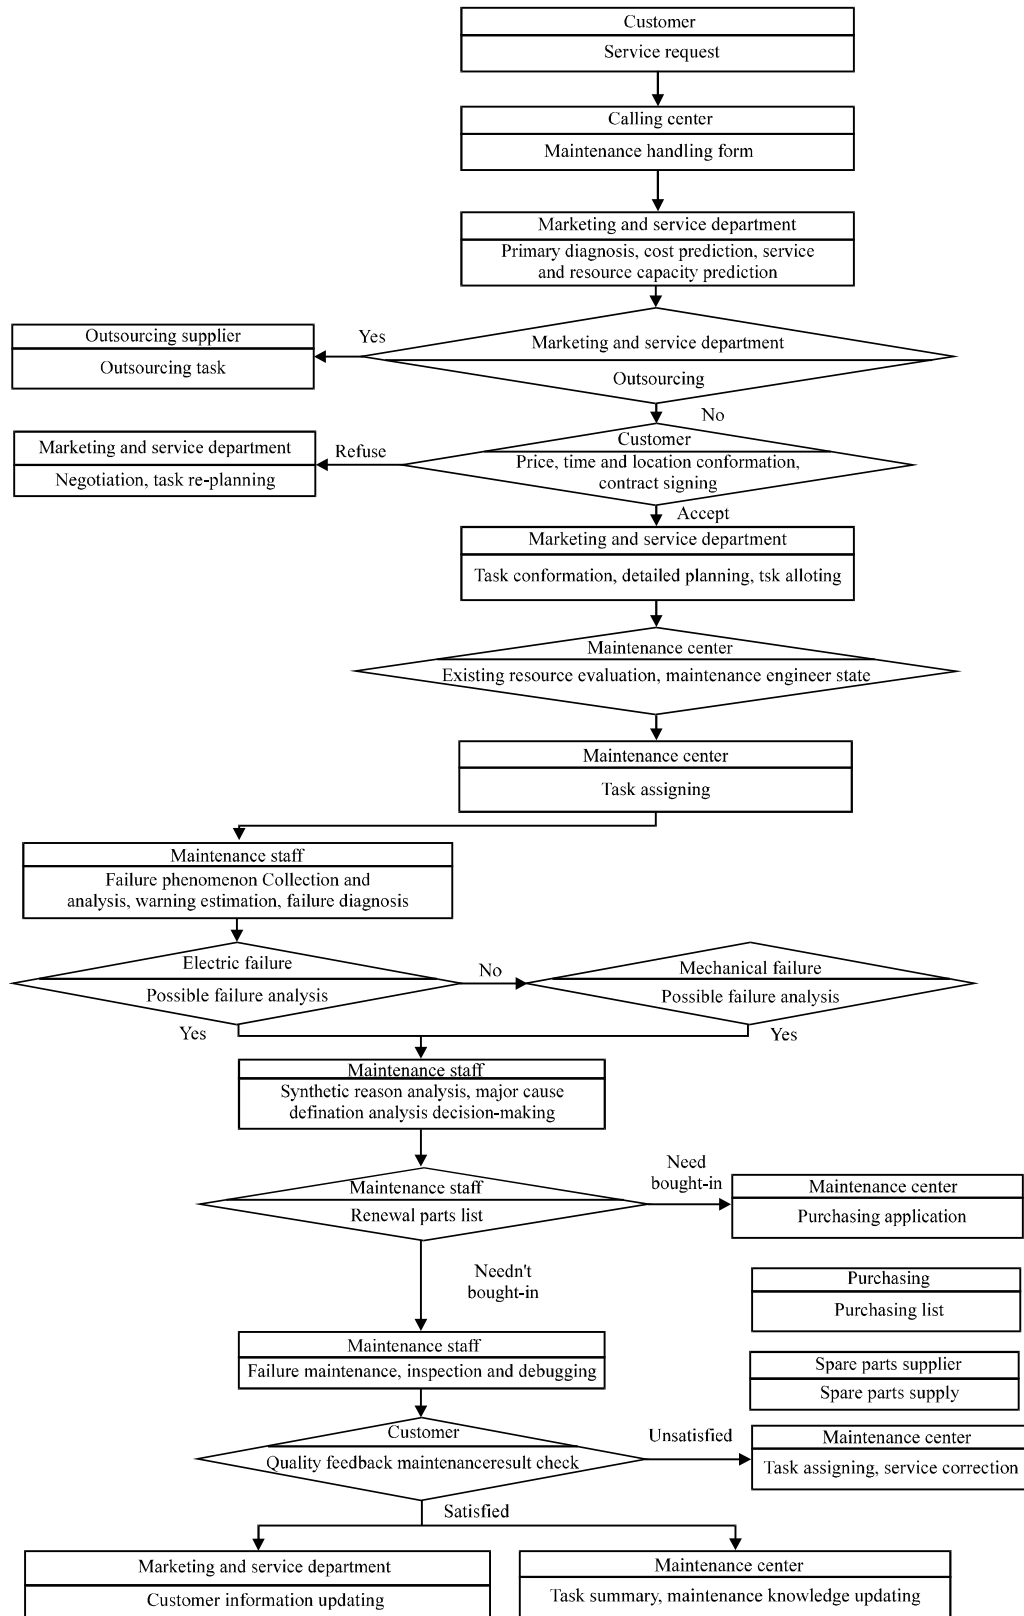 Customer
Service request
Calling center
Maintenance handling form
Marketing and service department
Primary diagnosis, cost prediction, service
and resource capacity prediction
Yes
Outsourcing supplier
Outsourcing task
Marketing and service department
Outsourcing
No
Marketing and service department
Negotiation, task re-planning
Refuse
Customer
Price, time and location conformation,
contract signing
Accept
Marketing and service department
Task conformation, detailed planning, tsk alloting
Maintenance center
Existing resource evaluation, maintenance engineer state
Maintenance center
Task assigning
Maintenance staff
Failure phenomenon Collection and
analysis, warning estimation, failure diagnosis
Electric failure
Possible failure analysis
No
Mechanical failure
Possible failure analysis
Yes
Yes
Maintenance staff
Synthetic reason analysis, major cause
defination analysis decision-making
Maintenance staff
Renewal parts list
Need
bought-in
Maintenance center
Purchasing application
Needn't
bought-in
Purchasing
Purchasing list
Maintenance staff
Failure maintenance, inspection and debugging
Spare parts supplier
Spare parts supply
Customer
Quality feedback maintenanceresult check
Unsatisfied
Maintenance center
Task assigning, service correction
Satisfied
Marketing and service department
Customer information updating
Maintenance center
Task summary, maintenance knowledge updating